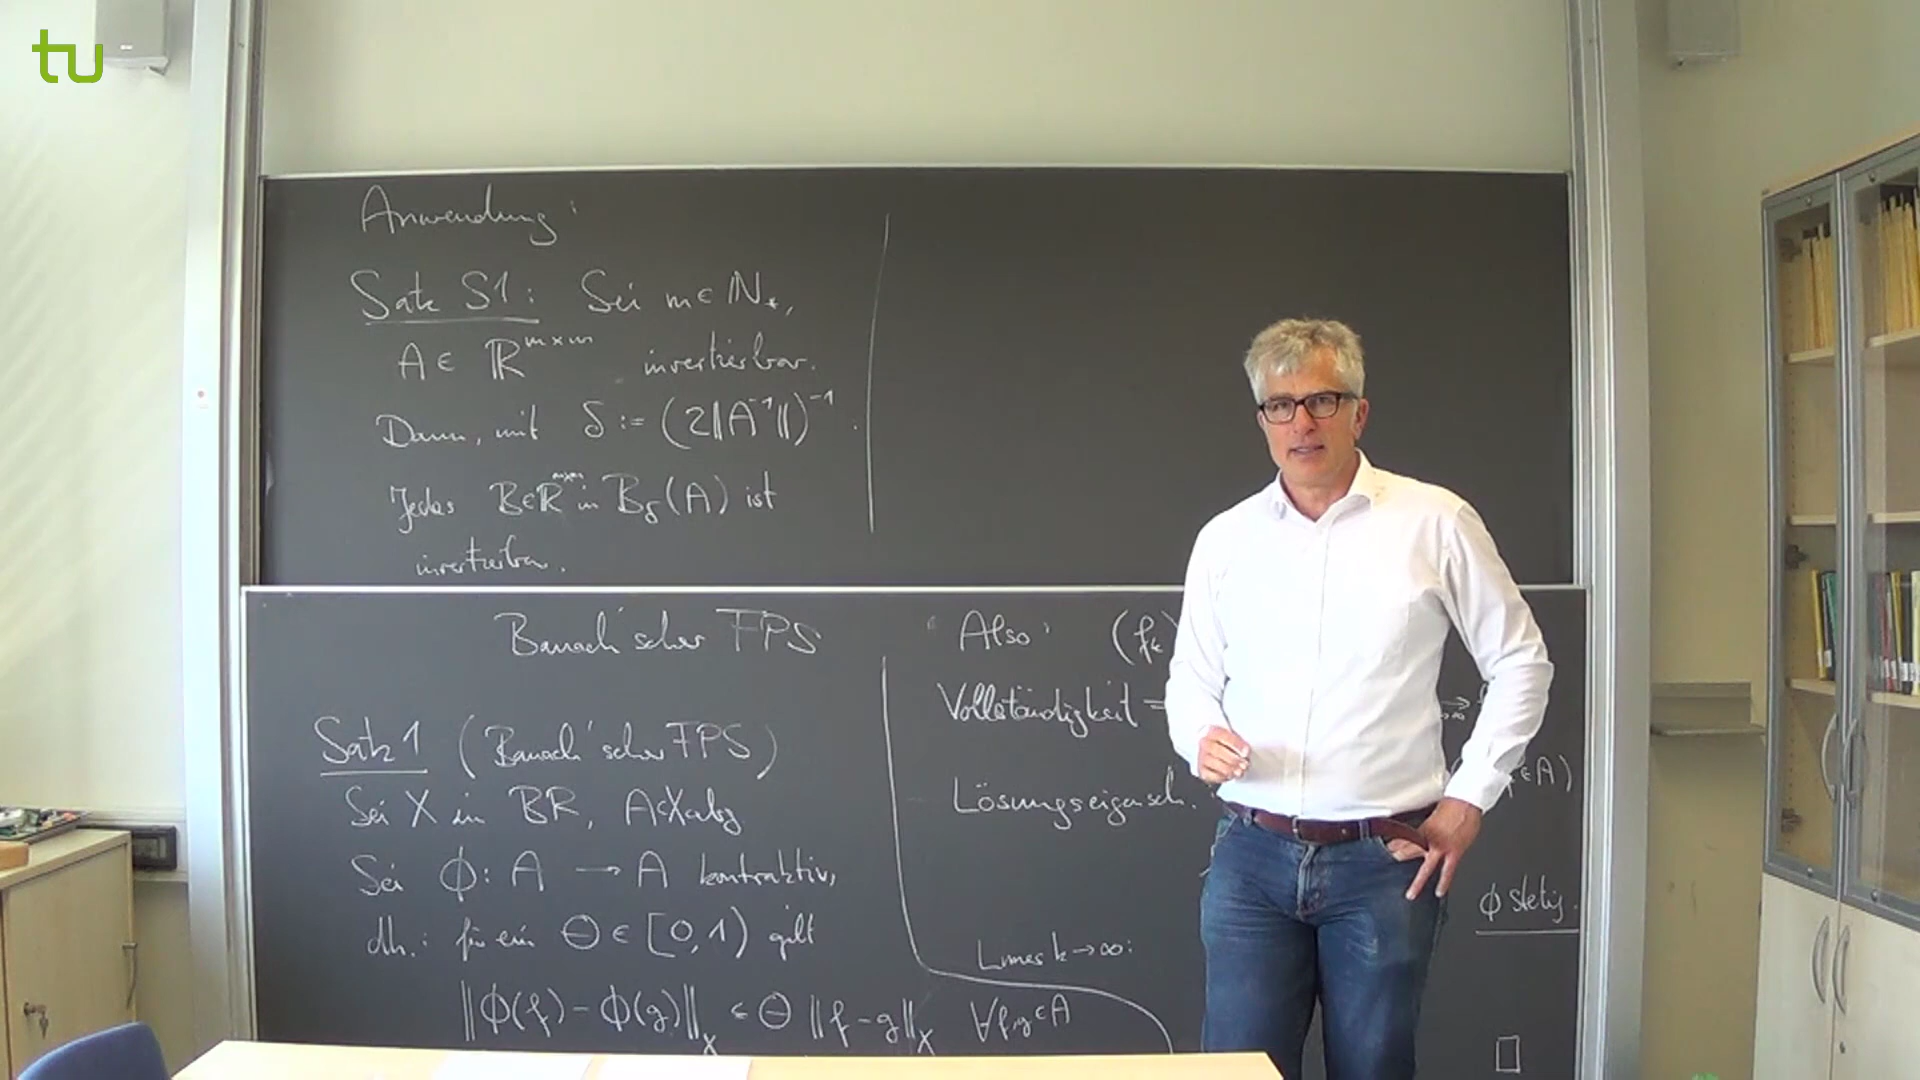 tu
Anwendung:
Satz S1: Sei m ∈ ℕ*,
A ∈ ℝ^{m×m} invertierbar.
Dann, mit δ := (2‖A⁻¹‖)⁻¹.
Jedes B∈ℝ^{m×m} in B_δ(A) ist
invertierbar.
Banach'scher FPS
Satz 1 (Banach'scher FPS)
Sei X ein BR, A⊂X abg
Sei ϕ: A → A kontraktiv,
dh.: für ein Θ ∈ [0,1) gilt
‖ϕ(f) - ϕ(g)‖_X ≤ Θ ‖f-g‖_X ∀f,g∈A
Also: (f_k)
Vollständigkeit ⇒ →∞
Lösungseigensch. ∈A)
ϕ stetig.
Limes k→∞: